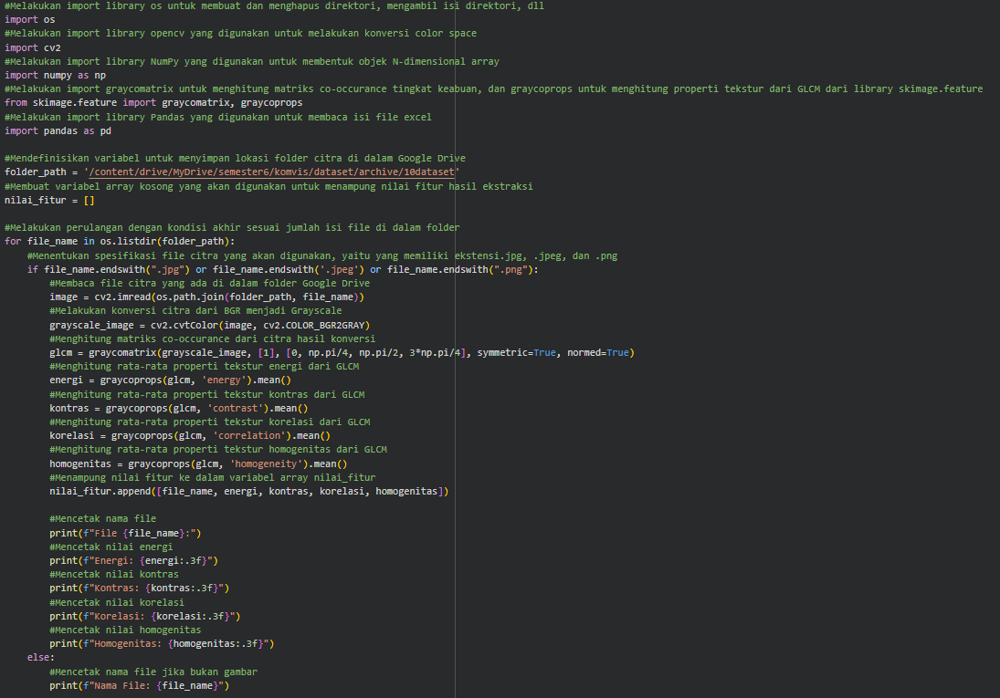 #Melakukan import library os untuk membuat dan menghapus direktori, mengambil isi direktori, dll
import os
#Melakukan import library opencv yang digunakan untuk melakukan konversi color space
import cv2
#Melakukan import library NumPy yang digunakan untuk membentuk objek N-dimensional array
import numpy as np
#Melakukan import graycomatrix untuk menghitung matriks co-occurance tingkat keabuan, dan graycoprops untuk menghitung properti tekstur dari GLCM dari library skimage.feature
from skimage.feature import graycomatrix, graycoprops
#Melakukan import library Pandas yang digunakan untuk membaca isi file excel
import pandas as pd

#Mendefinisikan variabel untuk menyimpan lokasi folder citra di dalam Google Drive
folder_path = '/content/drive/MyDrive/semester6/komvis/dataset/archive/10dataset'
#Membuat variabel array kosong yang akan digunakan untuk menampung nilai fitur hasil ekstraksi
nilai_fitur = []

#Melakukan perulangan dengan kondisi akhir sesuai jumlah isi file di dalam folder
for file_name in os.listdir(folder_path):
    #Menentukan spesifikasi file citra yang akan digunakan, yaitu yang memiliki ekstensi.jpg, .jpeg, dan .png
    if file_name.endswith(".jpg") or file_name.endswith('.jpeg') or file_name.endswith(".png"):
        #Membaca file citra yang ada di dalam folder Google Drive
        image = cv2.imread(os.path.join(folder_path, file_name))
        #Melakukan konversi citra dari BGR menjadi Grayscale
        grayscale_image = cv2.cvtColor(image, cv2.COLOR_BGR2GRAY)
        #Menghitung matriks co-occurance dari citra hasil konversi
        glcm = graycomatrix(grayscale_image, [1], [0, np.pi/4, np.pi/2, 3*np.pi/4], symmetric=True, normed=True)
        #Menghitung rata-rata properti tekstur energi dari GLCM
        energi = graycoprops(glcm, 'energy').mean()
        #Menghitung rata-rata properti tekstur kontras dari GLCM
        kontras = graycoprops(glcm, 'contrast').mean()
        #Menghitung rata-rata properti tekstur korelasi dari GLCM
        korelasi = graycoprops(glcm, 'correlation').mean()
        #Menghitung rata-rata properti tekstur homogenitas dari GLCM
        homogenitas = graycoprops(glcm, 'homogeneity').mean()
        #Menampung nilai fitur ke dalam variabel array nilai_fitur
        nilai_fitur.append([file_name, energi, kontras, korelasi, homogenitas])

        #Mencetak nama file
        print(f"File {file_name}:")
        #Mencetak nilai energi
        print(f"Energi: {energi:.3f}")
        #Mencetak nilai kontras
        print(f"Kontras: {kontras:.3f}")
        #Mencetak nilai korelasi
        print(f"Korelasi: {korelasi:.3f}")
        #Mencetak nilai homogenitas
        print(f"Homogenitas: {homogenitas:.3f}")
    else:
        #Mencetak nama file jika bukan gambar
        print(f"Nama File: {file_name}")